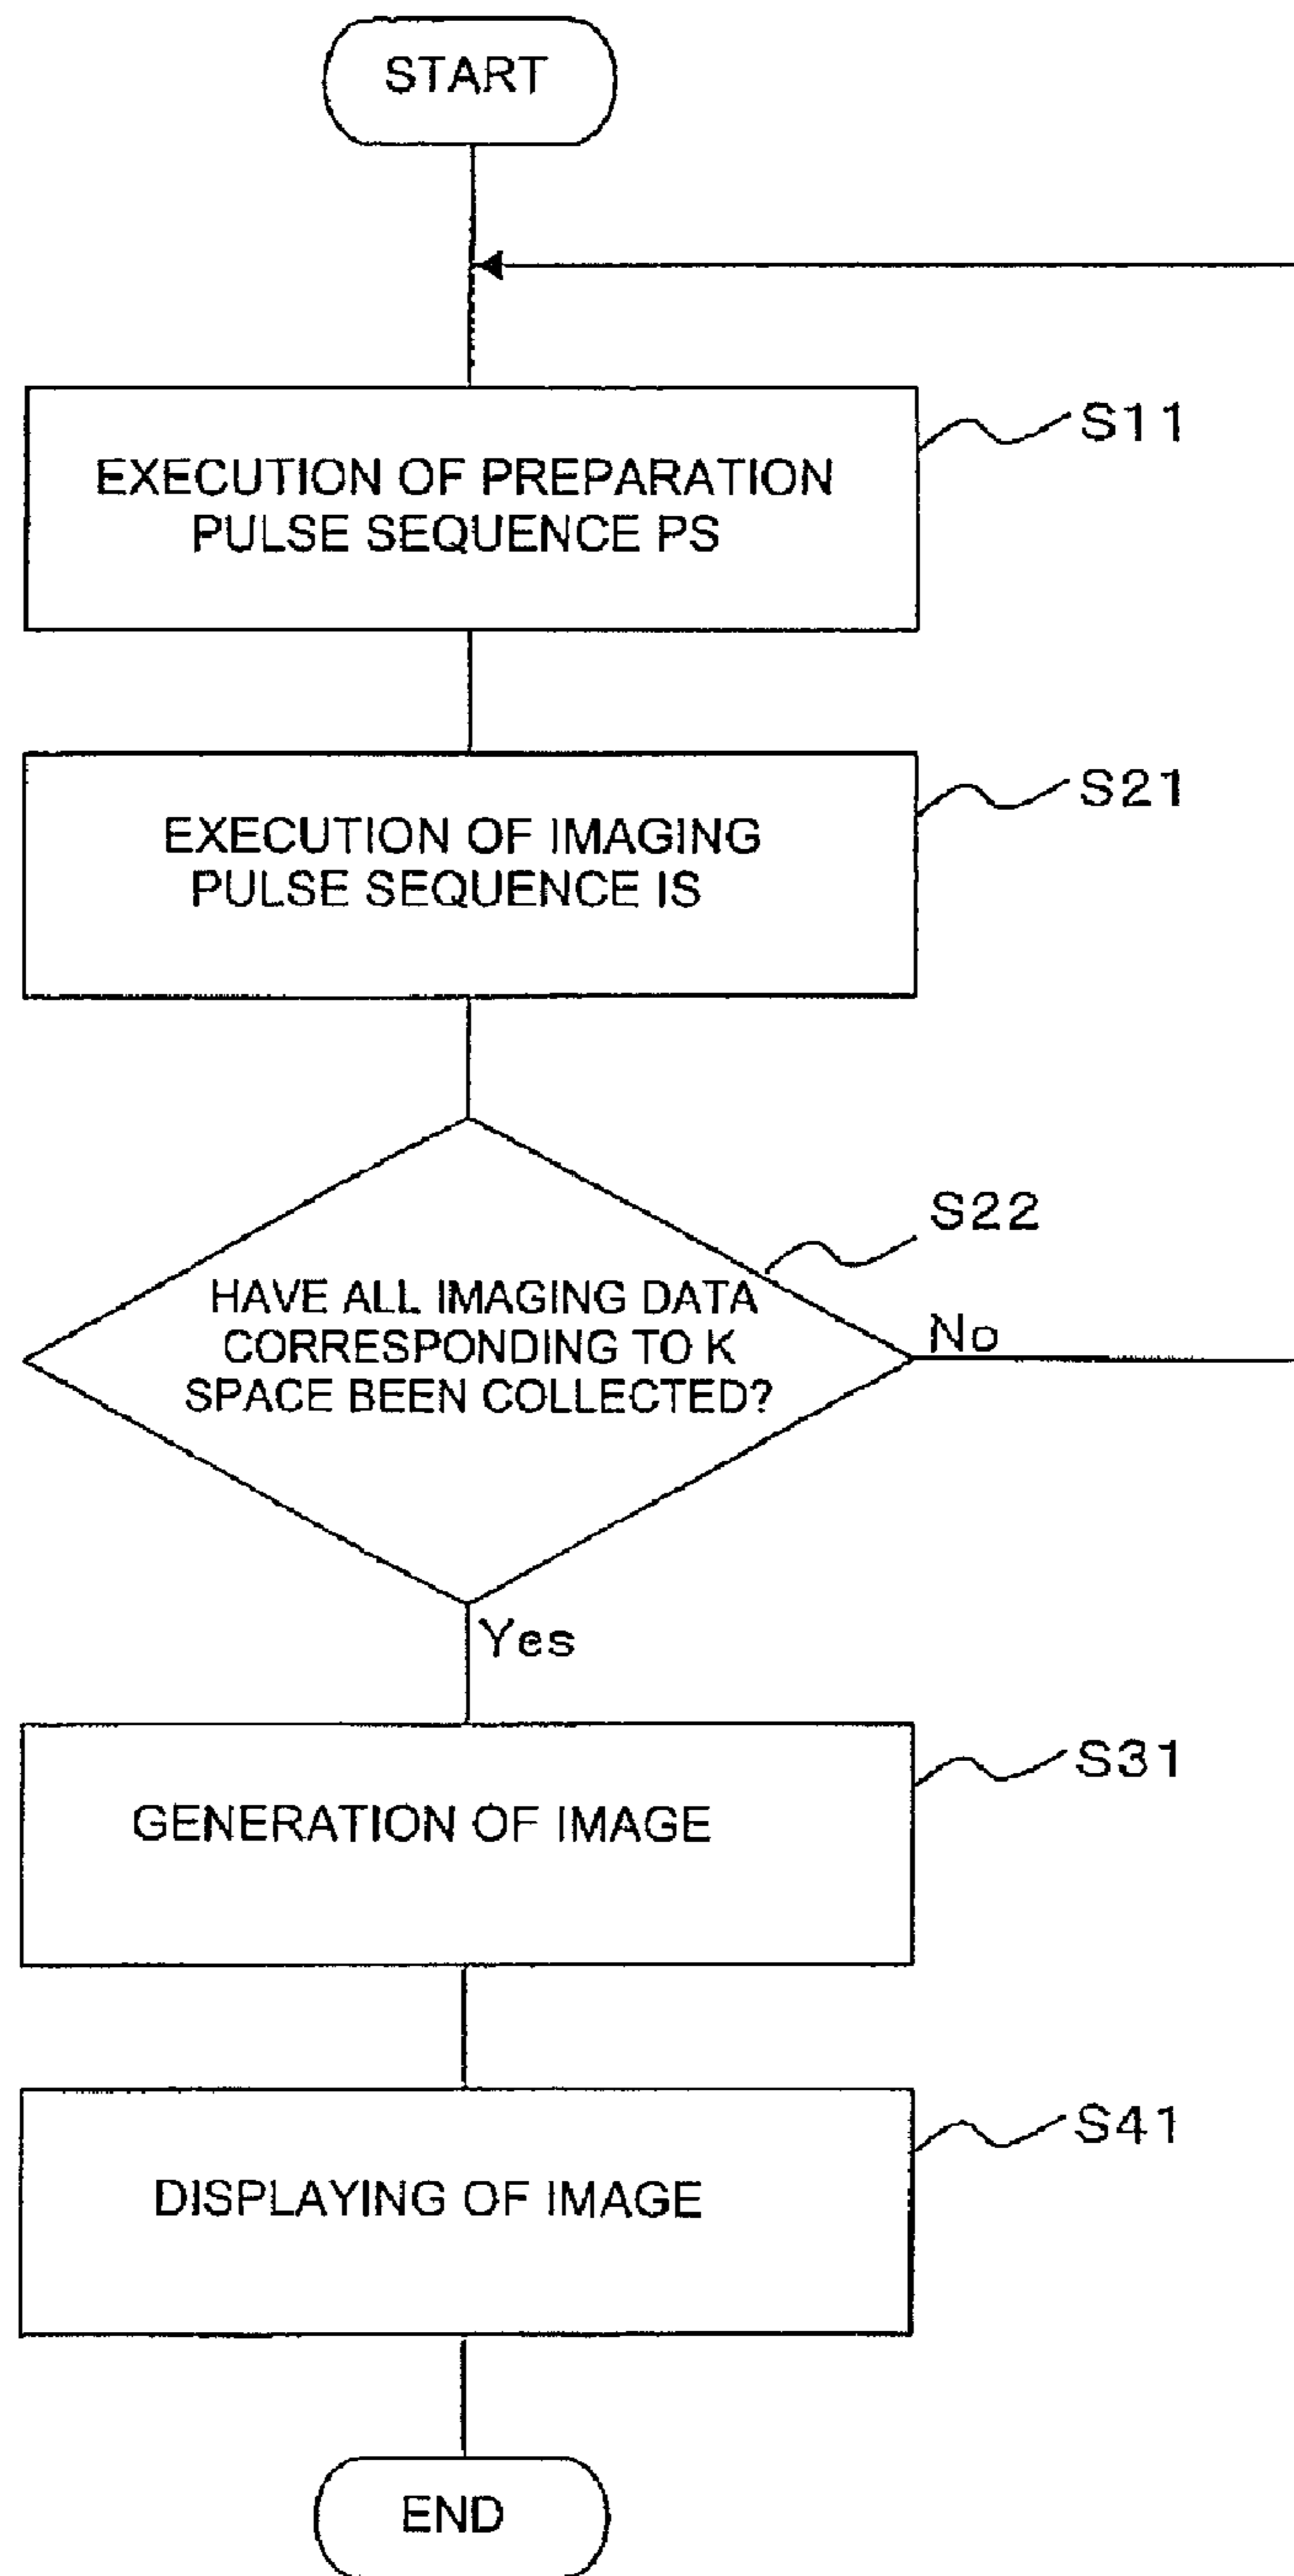 START
EXECUTION OF PREPARATION
PULSE SEQUENCE PS
S11
EXECUTION OF IMAGING
PULSE SEQUENCE IS
S21
HAVE ALL IMAGING DATA
CORRESPONDING TO K
SPACE BEEN COLLECTED?
S22
No
Yes
GENERATION OF IMAGE
S31
DISPLAYING OF IMAGE
S41
END